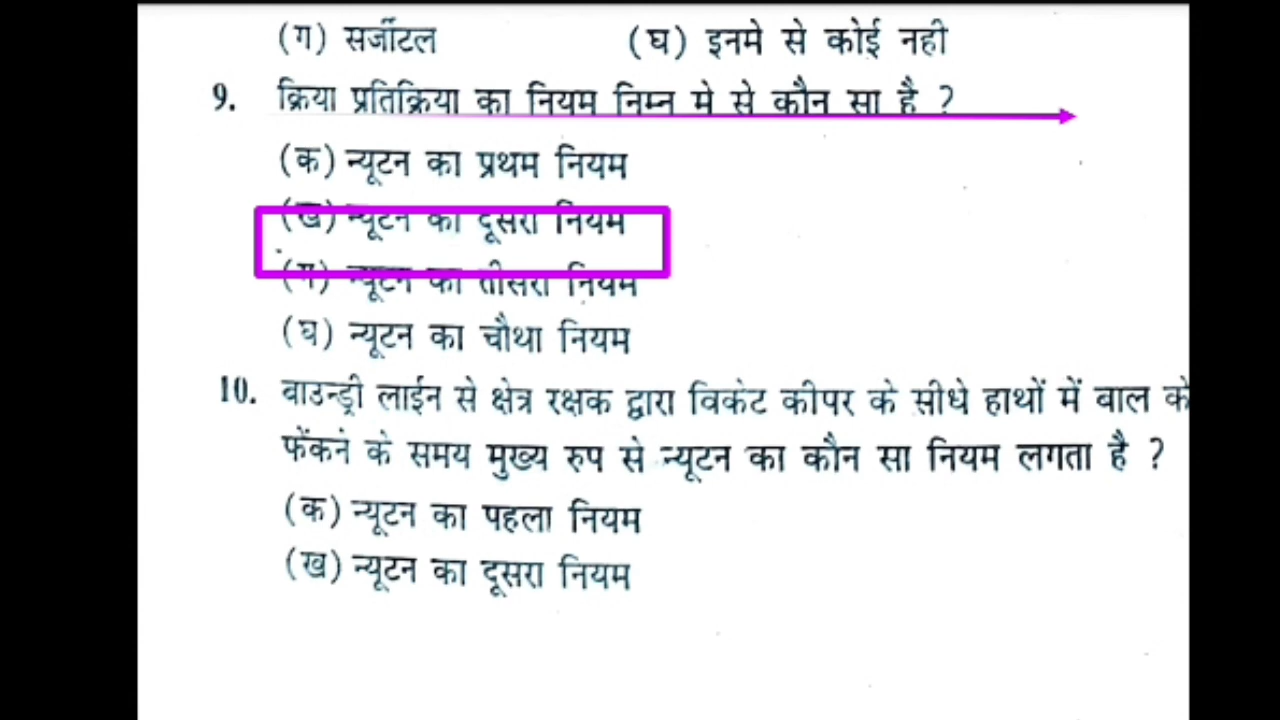 (ग) सर्जीटल (घ) इनमे से कोई नही
9. क्रिया प्रतिक्रिया का नियम निम्न मे से कौन सा है ?
(क) न्यूटन का प्रथम नियम
(ख) न्यूटन का दूसरा नियम
(ग) न्यूटन का तीसरा नियम
(घ) न्यूटन का चौथा नियम
10. वाउन्ड्री लाईन से क्षेत्र रक्षक द्वारा विकेट कीपर के सीधे हाथों में वाल को
फेंकने के समय मुख्य रुप से न्यूटन का कौन सा नियम लगता है ?
(क) न्यूटन का पहला नियम
(ख) न्यूटन का दूसरा नियम